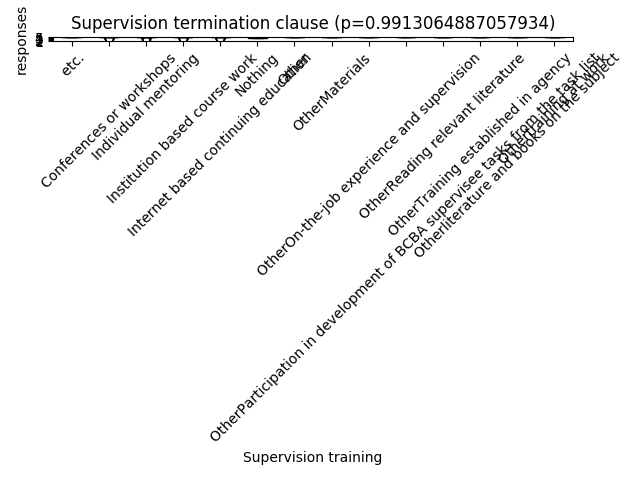 Supervision termination clause (p=0.9913064887057934)
responses
etc.
Conferences or workshops
Individual mentoring
Institution based course work
Internet based continuing education
Nothing
Other
OtherMaterials
OtherOn-the-job experience and supervision
OtherParticipation in development of BCBA supervisee tasks from the task list
OtherReading relevant literature
OtherTraining established in agency
Otherliterature and books on the subject
Supervision training